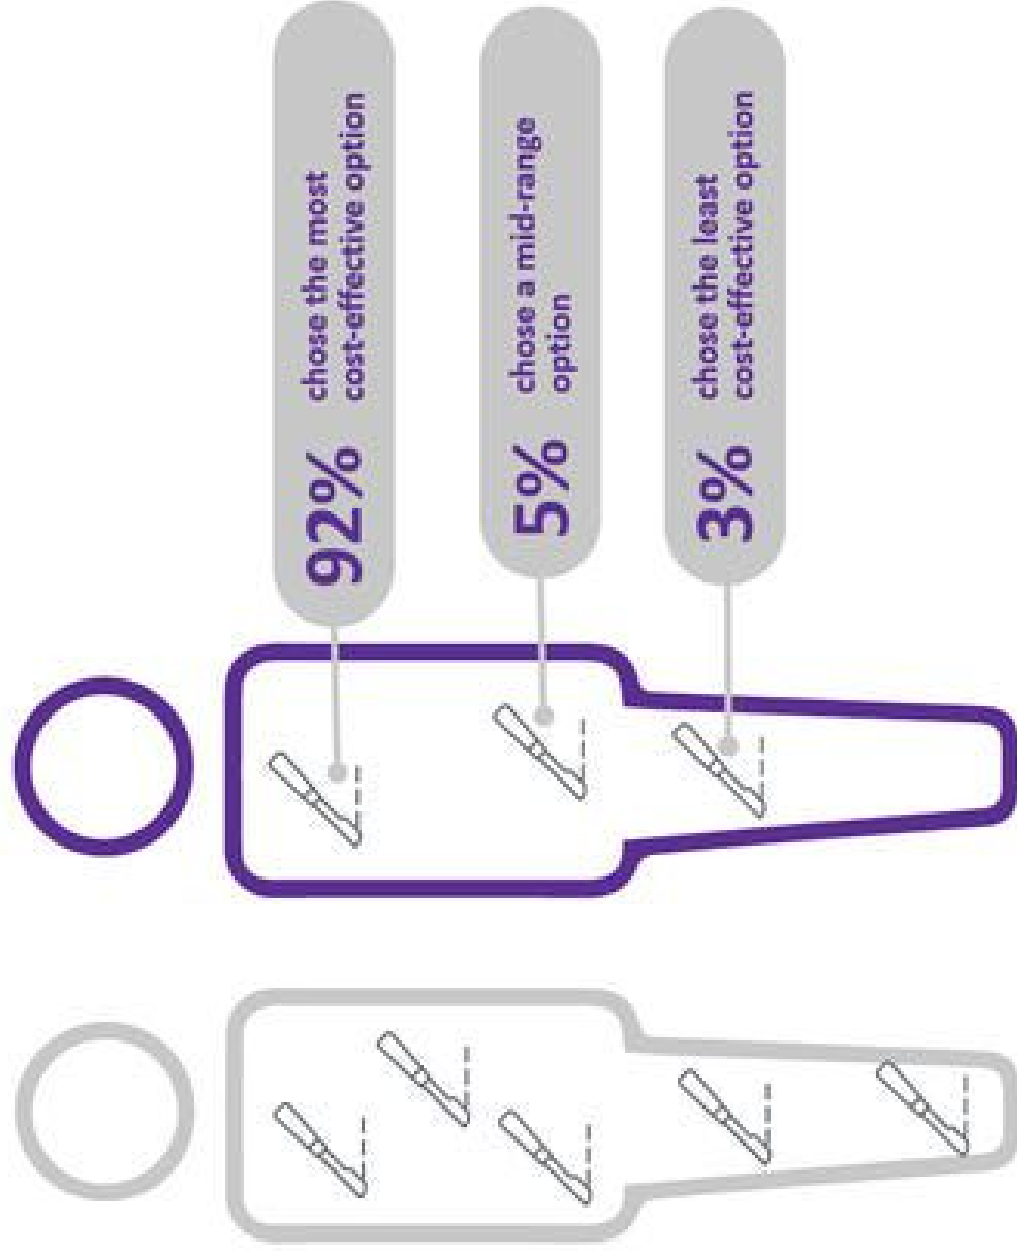 92%
chose the most
cost-effective option
5%
chose a mid-range
option
3%
chose the least
cost-effective option